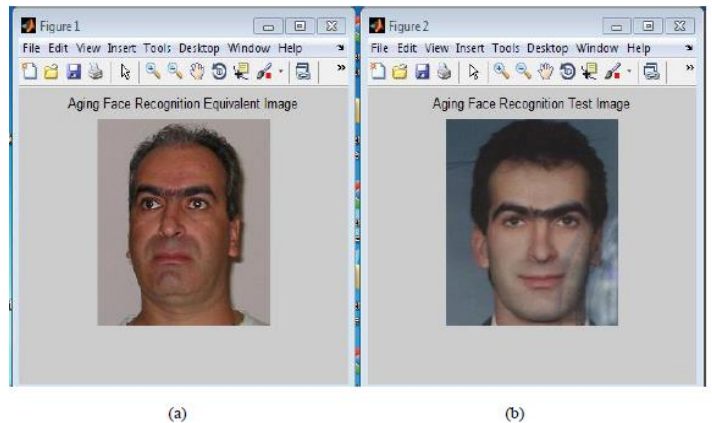 Figure 1
File Edit View Insert Tools Desktop Window Help
Aging Face Recognition Equivalent Image
Figure 2
File Edit View Insert Tools Desktop Window Help
Aging Face Recognition Test Image
(a)
(b)